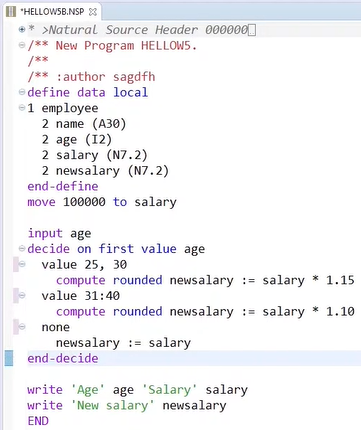 *HELLOW5B.NSP
* >Natural Source Header 000000
/** New Program HELLOW5.
/**
/** :author sagdfh
define data local
1 employee
2 name (A30)
2 age (I2)
2 salary (N7.2)
2 newsalary (N7.2)
end-define
move 100000 to salary
input age
decide on first value age
value 25, 30
compute rounded newsalary := salary * 1.15
value 31:40
compute rounded newsalary := salary * 1.10
none
newsalary := salary
end-decide
write 'Age' age 'Salary' salary
write 'New salary' newsalary
END